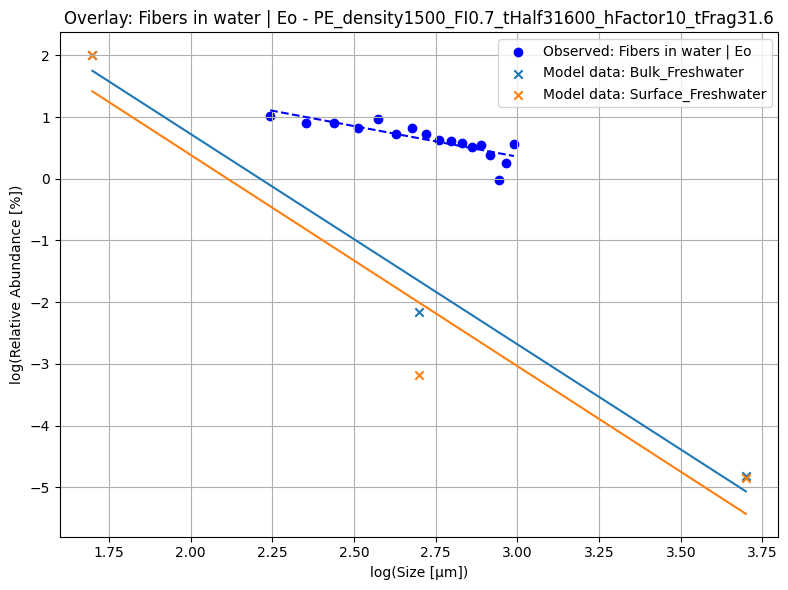 Overlay: Fibers in water | Eo - PE_density1500_FI0.7_tHalf31600_hFactor10_tFrag31.6
Observed: Fibers in water | Eo
Model data: Bulk_Freshwater
Model data: Surface_Freshwater
log(Relative Abundance [%])
2
1
0
−1
−2
−3
−4
−5
1.75
2.00
2.25
2.50
2.75
3.00
3.25
3.50
3.75
log(Size [μm])